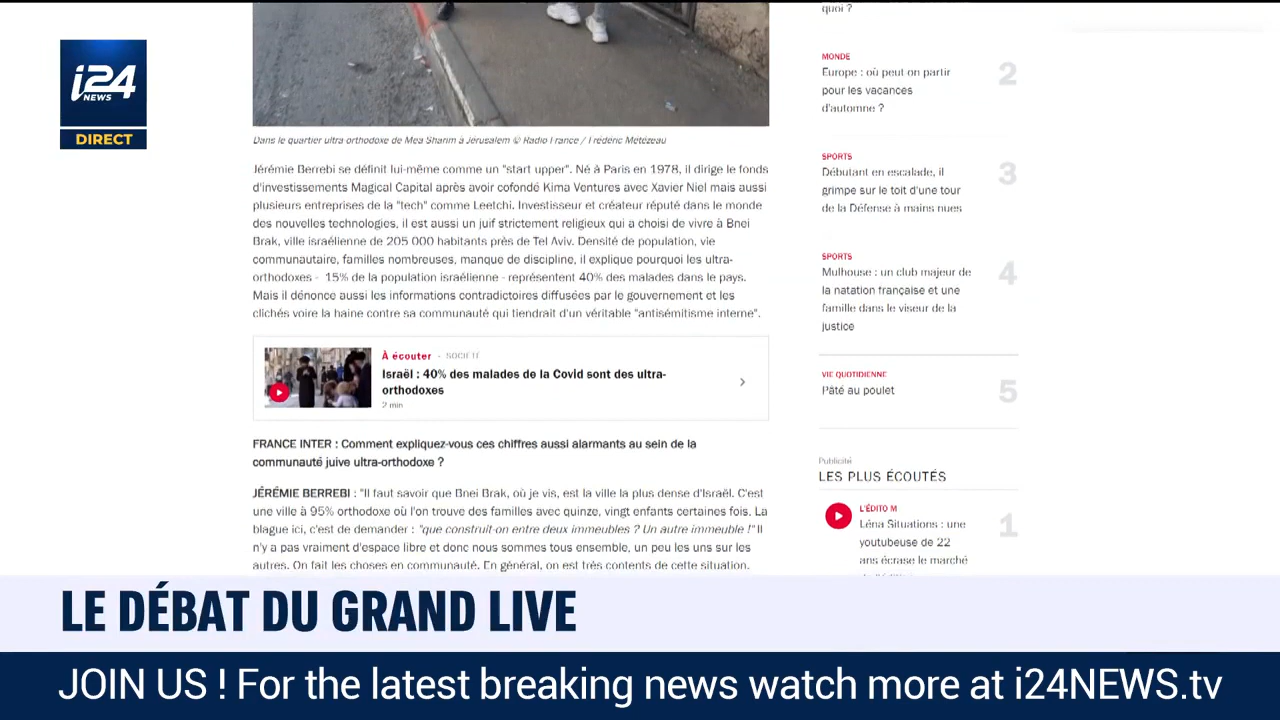 i24
NEWS
DIRECT
Dans le quartier ultra orthodoxe de Mea Sharim à Jérusalem © Radio France / Frédéric Métézeau
Jérémie Berrebi se définit lui-même comme un "start upper". Né à Paris en 1978, il dirige le fonds
d'investissements Magical Capital après avoir cofondé Kima Ventures avec Xavier Niel mais aussi
plusieurs entreprises de la "tech" comme Leetchi. Investisseur et créateur réputé dans le monde
des nouvelles technologies, il est aussi un juif strictement religieux qui a choisi de vivre à Bnei
Brak, ville israélienne de 205 000 habitants près de Tel Aviv. Densité de population, vie
communautaire, familles nombreuses, manque de discipline, il explique pourquoi les ultra-
orthodoxes - 15% de la population israélienne - représentent 40% des malades dans le pays.
Mais il dénonce aussi les informations contradictoires diffusées par le gouvernement et les
clichés voire la haine contre sa communauté qui tiendrait d'un véritable "antisémitisme interne".
À écouter - SOCIÉTÉ
Israël : 40% des malades de la Covid sont des ultra-
orthodoxes
2 min
FRANCE INTER : Comment expliquez-vous ces chiffres aussi alarmants au sein de la
communauté juive ultra-orthodoxe ?
JÉRÉMIE BERREBI : "Il faut savoir que Bnei Brak, où je vis, est la ville la plus dense d'Israël. C'est
une ville à 95% orthodoxe où l'on trouve des familles avec quinze, vingt enfants certaines fois. La
blague ici, c'est de demander : "que construit-on entre deux immeubles ? Un autre immeuble !" Il
n'y a pas vraiment d'espace libre et donc nous sommes tous ensemble, un peu les uns sur les
autres. On fait les choses en communauté. En général, on est très contents de cette situation.
quoi ?
MONDE
Europe : où peut-on partir
pour les vacances
d'automne ?
2
SPORTS
Débutant en escalade, il
grimpe sur le toit d'une tour
de la Défense à mains nues
3
SPORTS
Mulhouse : un club majeur de
la natation française et une
famille dans le viseur de la
justice
4
VIE QUOTIDIENNE
Pâté au poulet
5
Publicité
LES PLUS ÉCOUTÉS
L'ÉDITO M
Léna Situations : une
youtubeuse de 22
ans écrase le marché
1
LE DÉBAT DU GRAND LIVE
JOIN US ! For the latest breaking news watch more at i24NEWS.tv